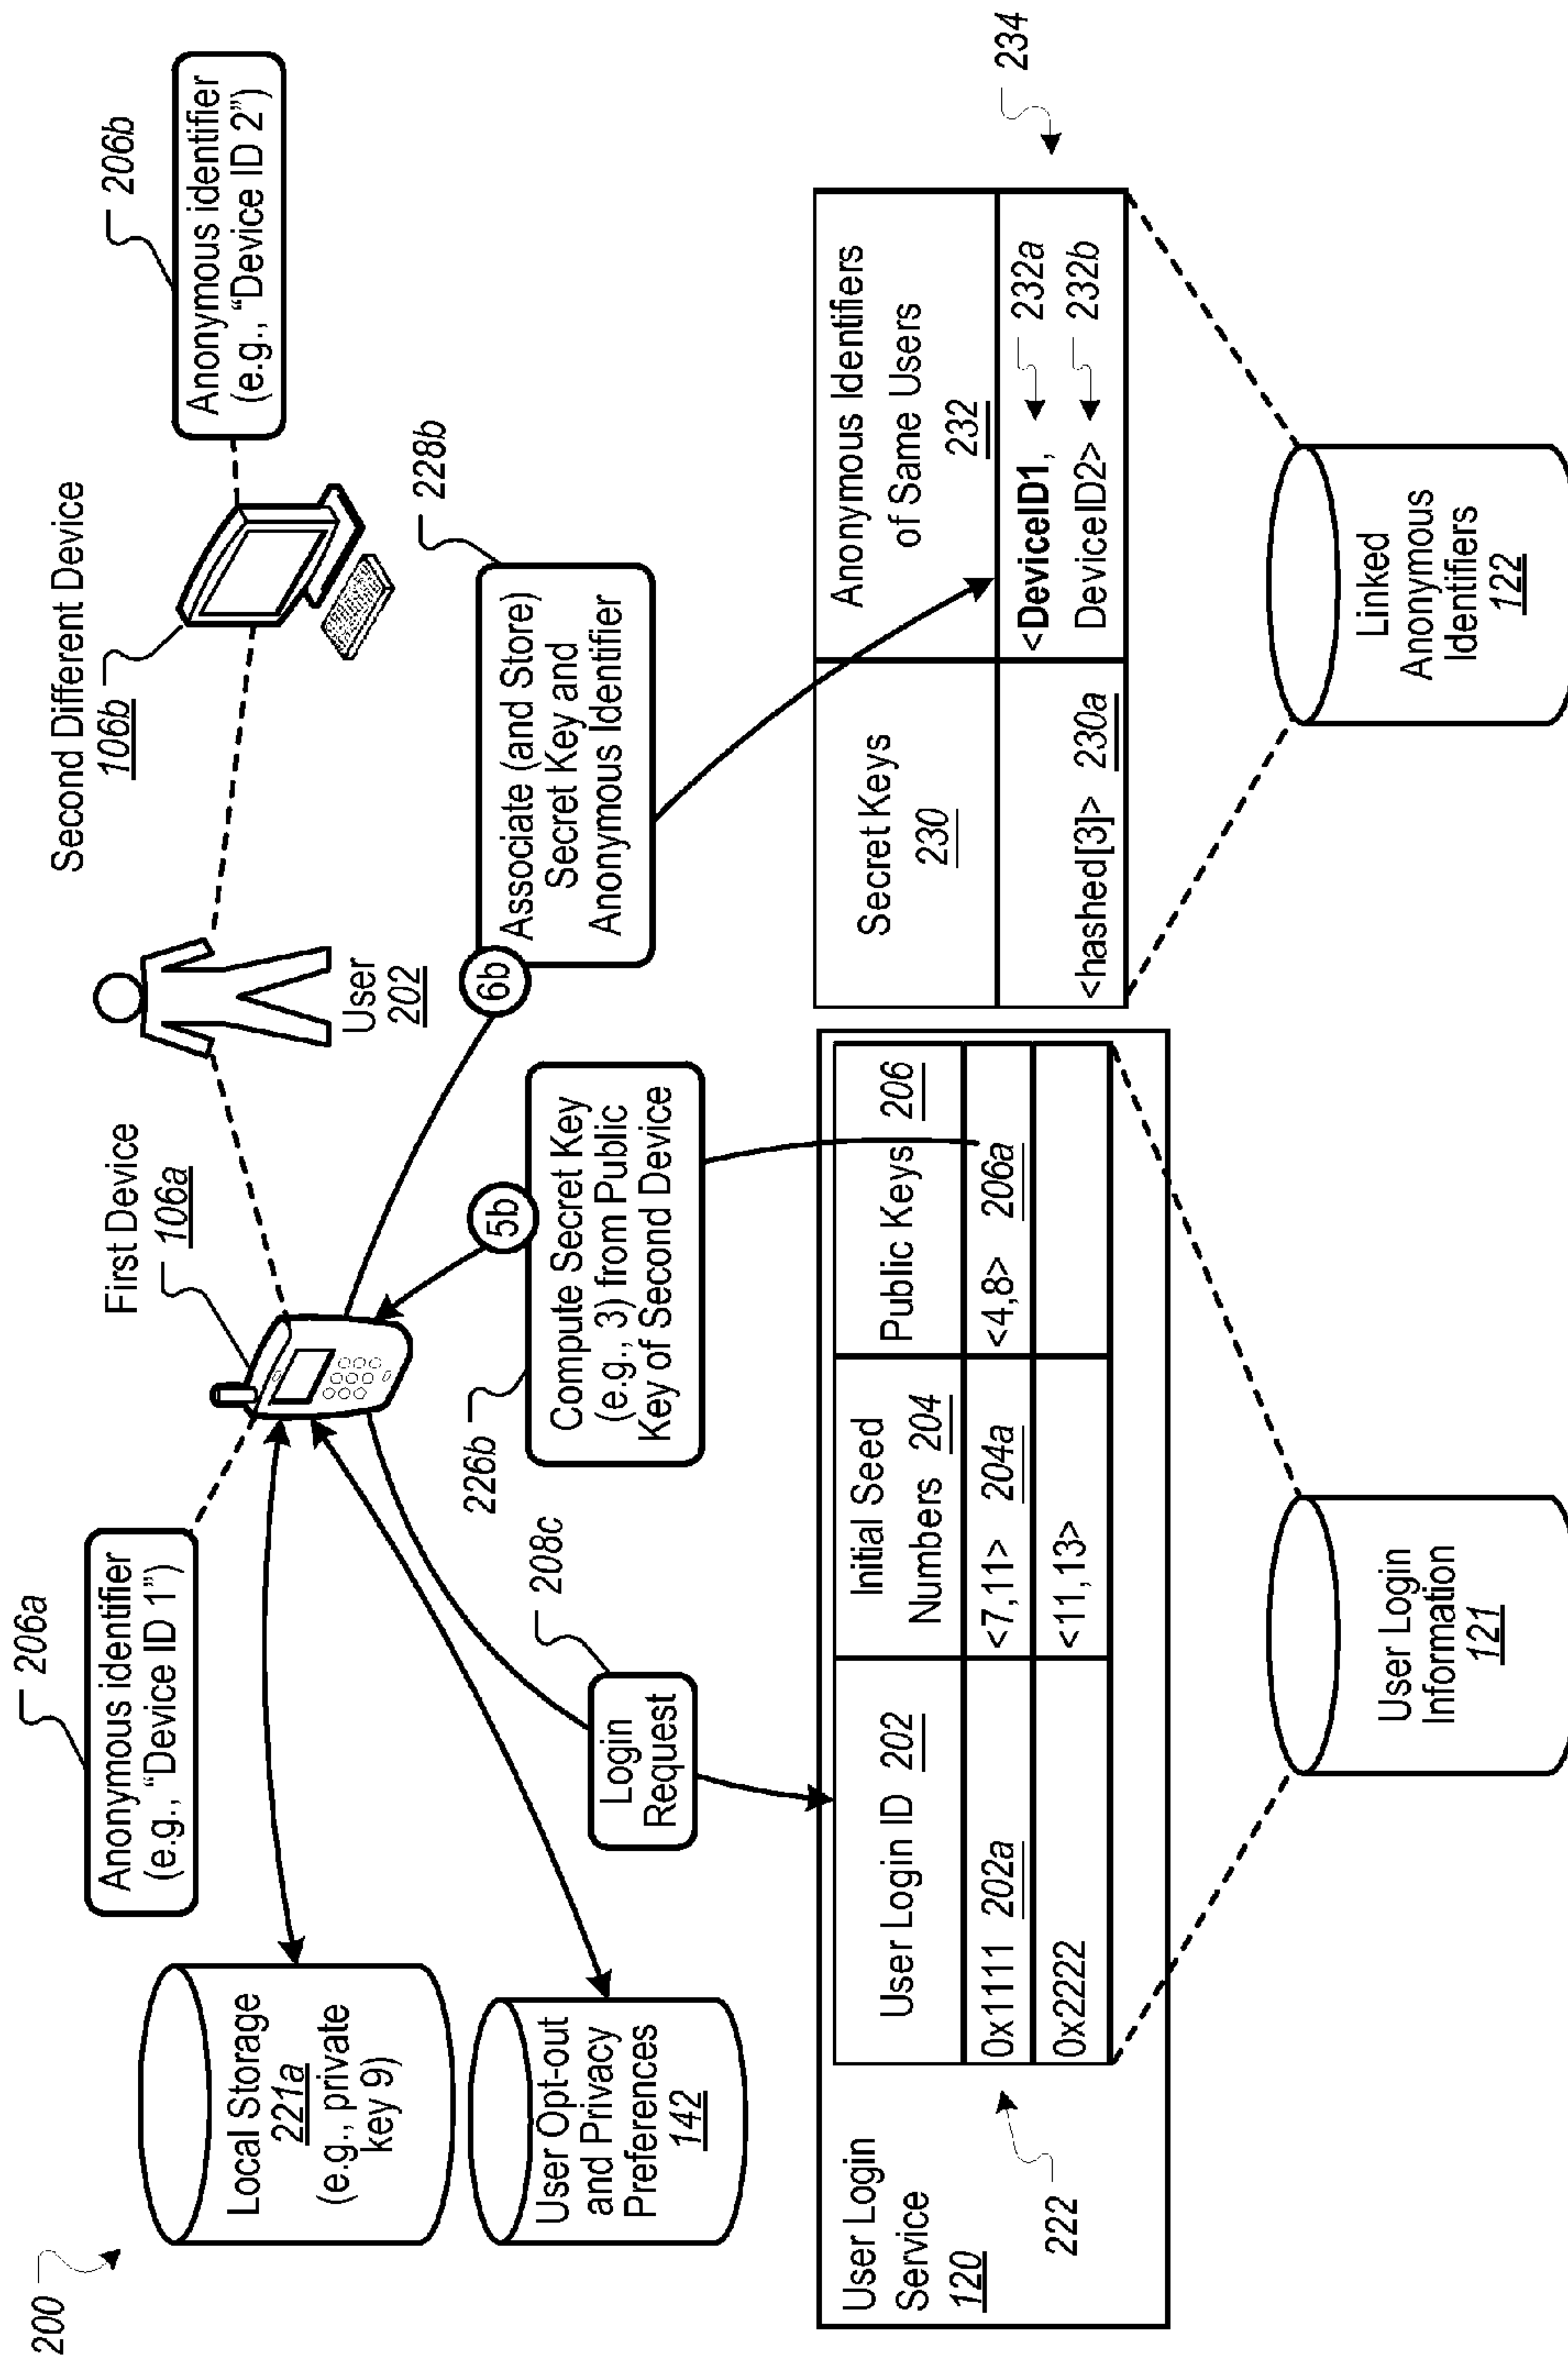 200
206a
Anonymous identifier
(e.g., “Device ID 1”)
First Device
106a
User
202
Second Different Device
106b
206b
Anonymous identifier
(e.g., “Device ID 2”)
Local Storage
221a
(e.g., private
key 9)
User Opt-out
and Privacy
Preferences
142
208c
Login
Request
226b
5b
Compute Secret Key
(e.g., 3) from Public
Key of Second Device
6b
228b
Associate (and Store)
Secret Key and
Anonymous Identifier
User Login
Service
120
222
User Login ID 202
Initial Seed
Numbers 204
Public Keys 206
0x1111 202a
<7,11> 204a
<4,8> 206a
0x2222
<11,13>
Secret Keys
230
Anonymous Identifiers
of Same Users
232
<hashed[3]> 230a
<DeviceID1, 232a
DeviceID2> 232b
234
User Login
Information
121
Linked
Anonymous
Identifiers
122